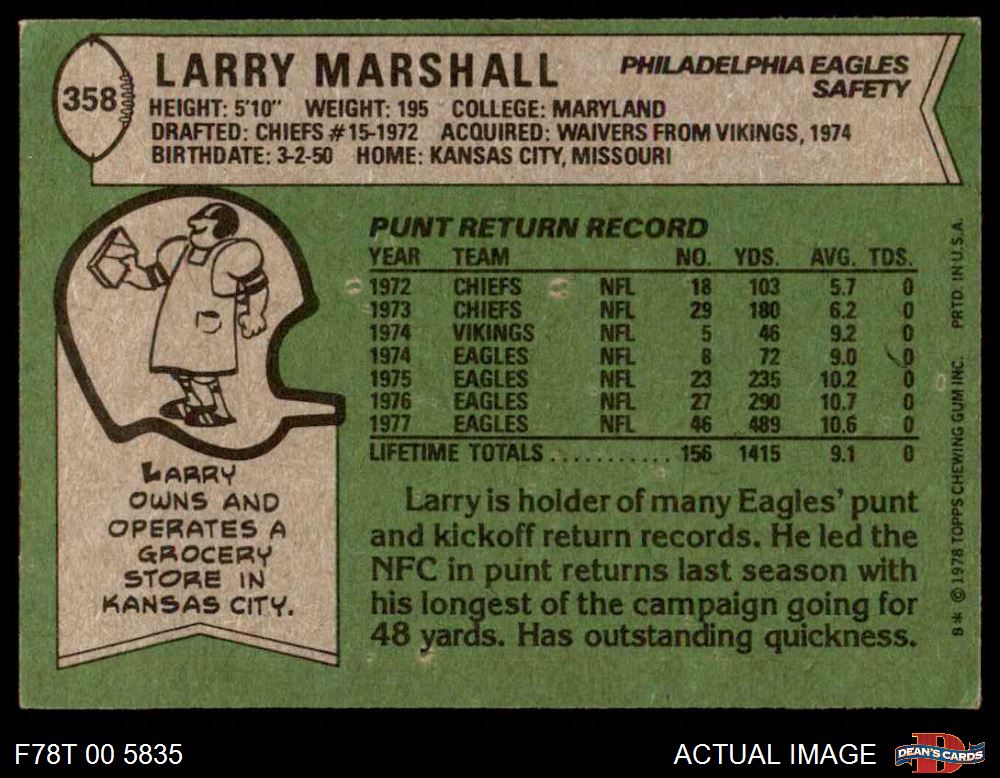 358
LARRY MARSHALL
PHILADELPHIA EAGLES
SAFETY
HEIGHT: 5'10" WEIGHT: 195 COLLEGE: MARYLAND
DRAFTED: CHIEFS #15-1972 ACQUIRED: WAIVERS FROM VIKINGS, 1974
BIRTHDATE: 3-2-50 HOME: KANSAS CITY, MISSOURI
PUNT RETURN RECORD
YEAR TEAM NO. YDS. AVG. TDS.
1972 CHIEFS NFL 18 103 5.7 0
1973 CHIEFS NFL 29 180 6.2 0
1974 VIKINGS NFL 5 46 9.2 0
1974 EAGLES NFL 8 72 9.0 0
1975 EAGLES NFL 23 235 10.2 0
1976 EAGLES NFL 27 290 10.7 0
1977 EAGLES NFL 46 489 10.6 0
LIFETIME TOTALS........... 156 1415 9.1 0
LARRY
OWNS AND
OPERATES A
GROCERY
STORE IN
KANSAS CITY.
Larry is holder of many Eagles' punt
and kickoff return records. He led the
NFC in punt returns last season with
his longest of the campaign going for
48 yards. Has outstanding quickness.
8* © 1978 TOPPS CHEWING GUM INC. PRTD. IN U.S.A.
F78T 00 5835
ACTUAL IMAGE
D
DEAN'S CARDS